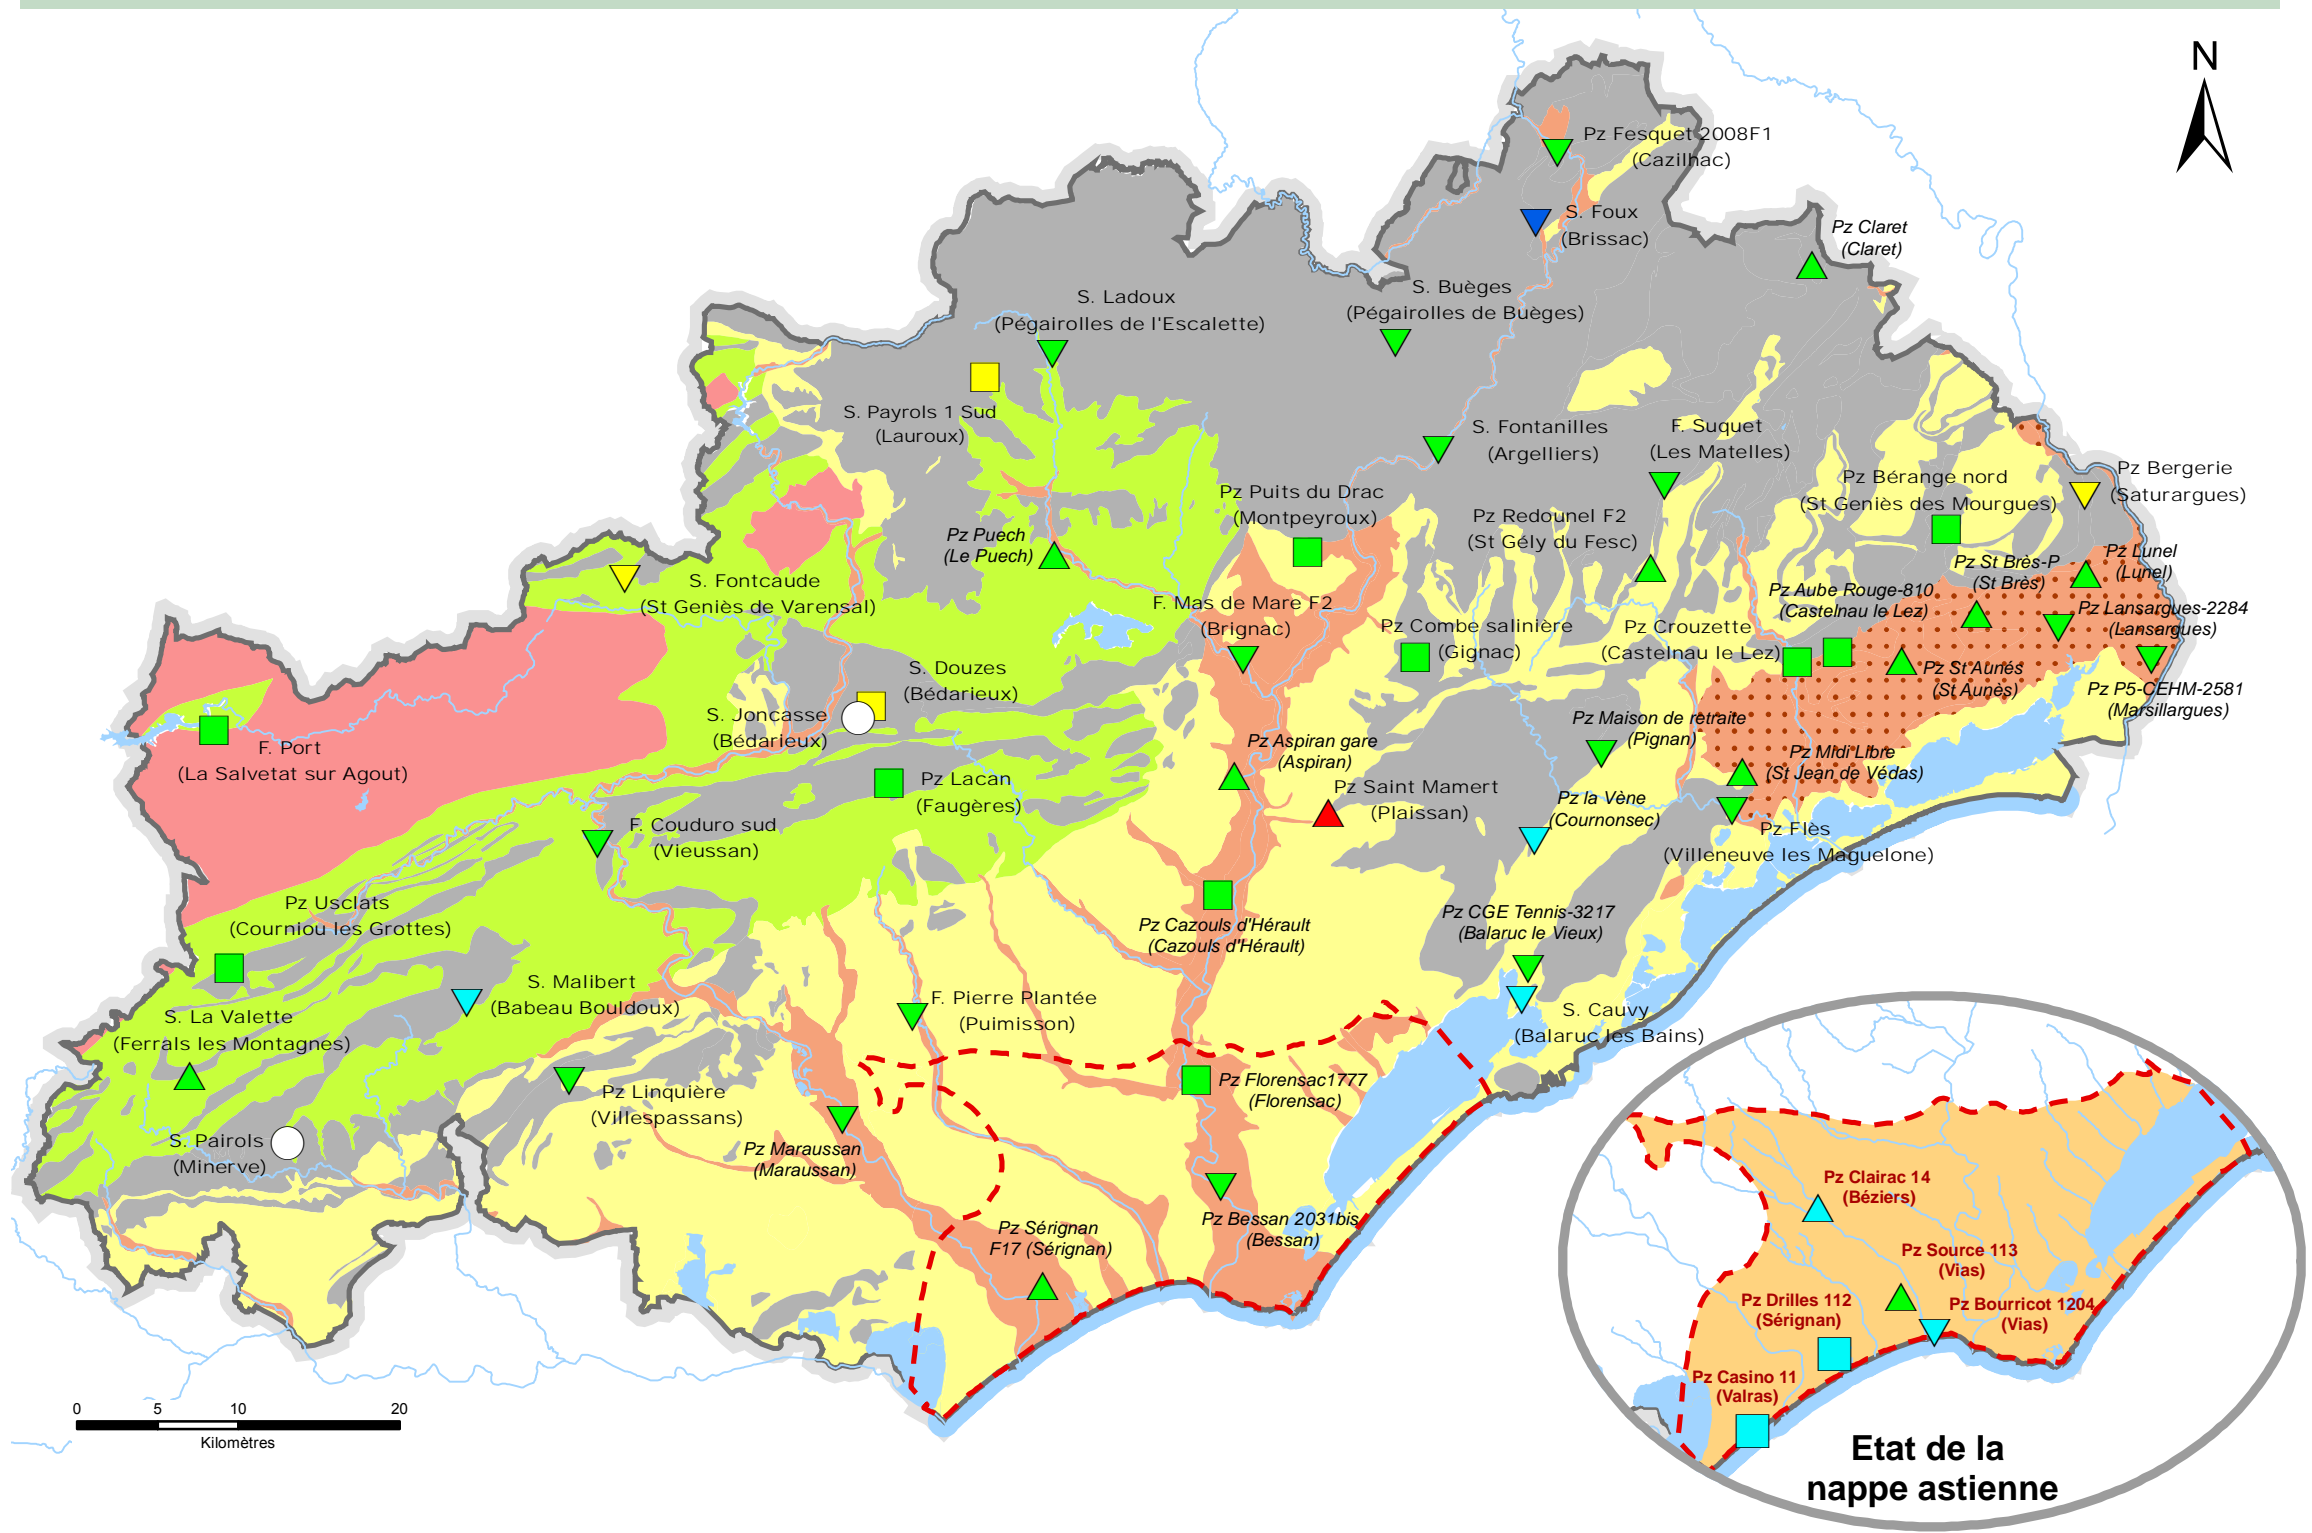 N
Pz Fesquet 2008F1
(Cazilhac)
S. Foux
(Brissac)
Pz Claret
(Claret)
S. Ladoux
(Pégairolles de l'Escalette)
S. Buèges
(Pégairolles de Buèges)
S. Payrols 1 Sud
(Lauroux)
S. Fontanilles
(Argelliers)
F. Suquet
(Les Matelles)
Pz Bérange nord
(St Geniès des Mourgues)
Pz Bergerie
(Saturargues)
Pz Puits du Drac
(Montpeyroux)
Pz Redounel F2
(St Gély du Fesc)
Pz Puech
(Le Puech)
Pz St Brès-P
(St Brès)
Pz Lunel
(Lunel)
S. Fontcaude
(St Geniès de Varensal)
F. Mas de Mare F2
(Brignac)
Pz Aube Rouge-810
(Castelnau le Lez)
Pz Lansargues-2284
(Lansargues)
Pz Combe salinière
(Gignac)
Pz Crouzette
(Castelnau le Lez)
S. Douzes
(Bédarieux)
Pz St Aunés
(St Aunès)
Pz P5-CEHM-2581
(Marsillargues)
S. Joncasse
(Bédarieux)
Pz Maison de retraite
(Pignan)
F. Port
(La Salvetat sur Agout)
Pz Aspiran gare
(Aspiran)
Pz Midi Libre
(St Jean de Védas)
Pz Lacan
(Faugères)
Pz Saint Mamert
(Plaissan)
Pz la Vène
(Cournonsec)
F. Couduro sud
(Vieussan)
Pz Flès
(Villeneuve les Maguelone)
Pz Usclats
(Courniou les Grottes)
Pz Cazouls d'Hérault
(Cazouls d'Hérault)
Pz CGE Tennis-3217
(Balaruc le Vieux)
S. Malibert
(Babeau Bouldoux)
F. Pierre Plantée
(Puimisson)
S. Cauvy
(Balaruc les Bains)
S. La Valette
(Ferrals les Montagnes)
Pz Linquière
(Villespassans)
Pz Florensac1777
(Florensac)
S. Pairols
(Minerve)
Pz Maraussan
(Maraussan)
Pz Sérignan
F17 (Sérignan)
Pz Bessan 2031bis
(Bessan)
Pz Clairac 14
(Béziers)
Pz Source 113
(Vias)
Pz Drilles 112
(Sérignan)
Pz Bourricot 1204
(Vias)
Pz Casino 11
(Valras)
0 5 10 20
Kilomètres
Etat de la
nappe astienne